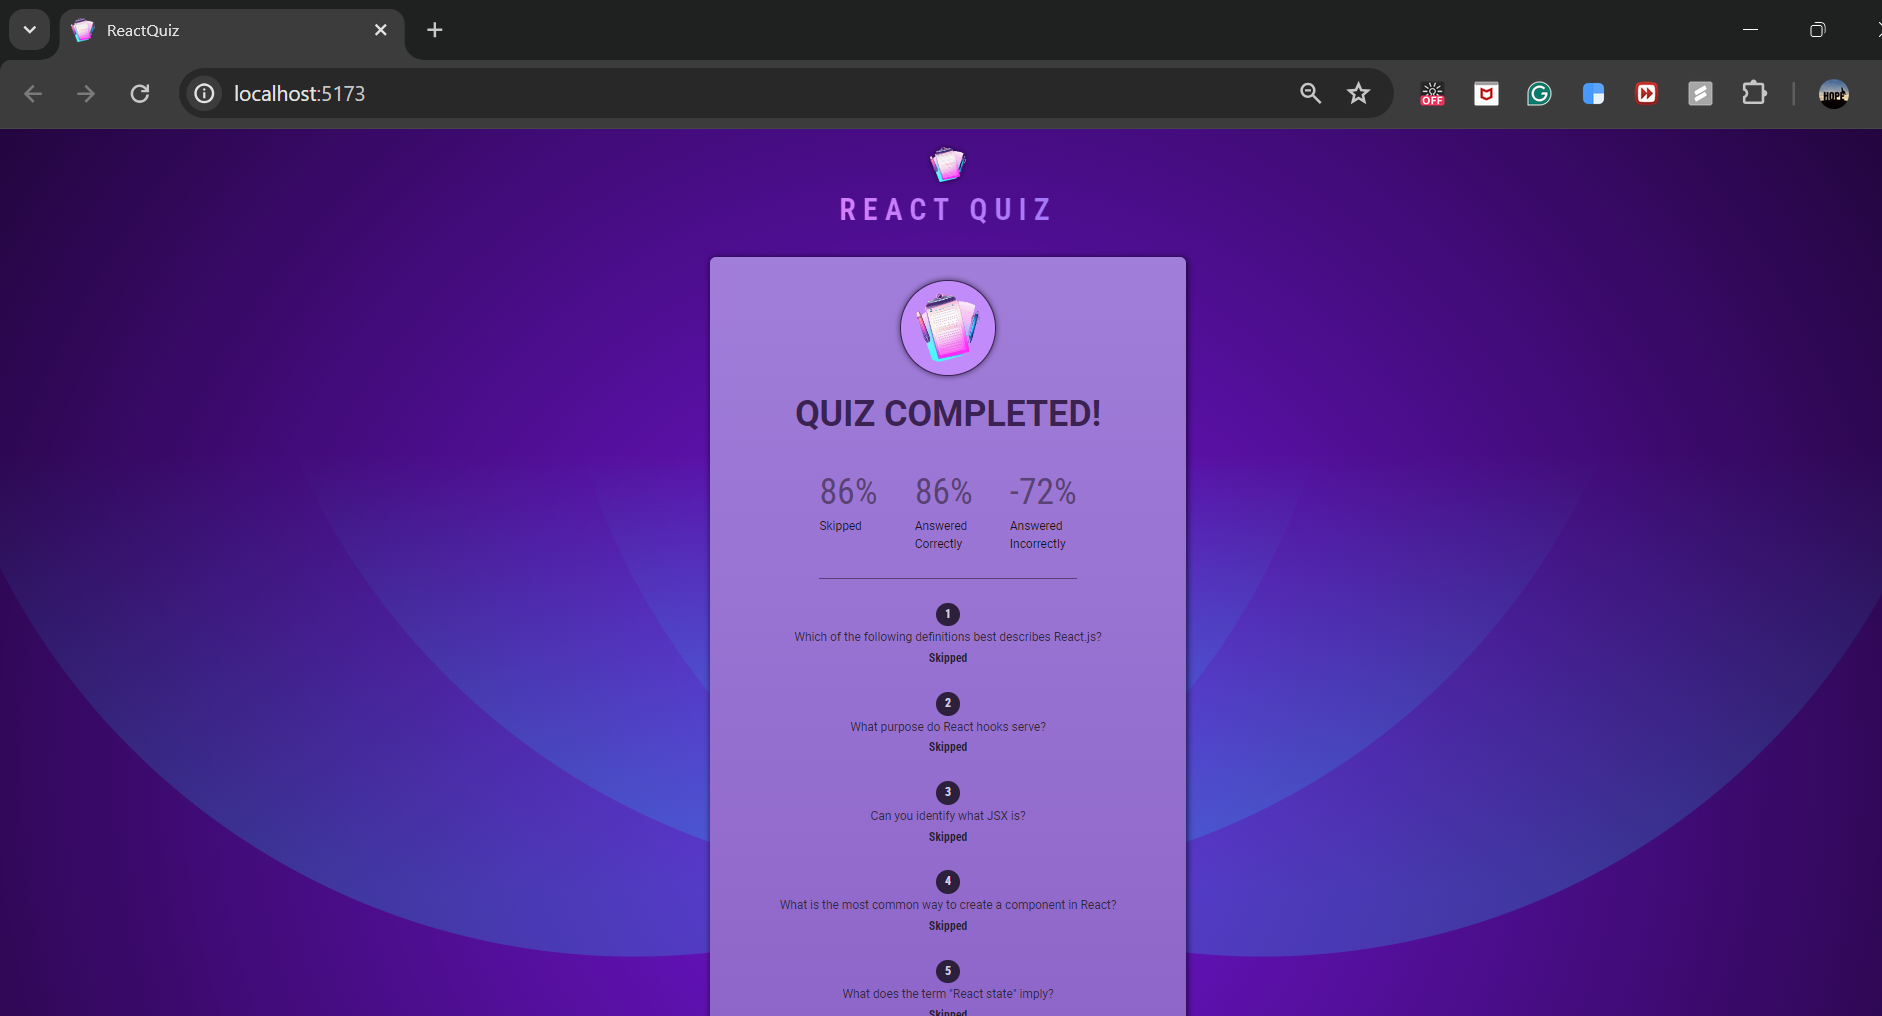 ReactQuiz
localhost:5173
OFF
HOPE
REACT QUIZ
QUIZ COMPLETED!
86% 86% -72%
Skipped Answered Answered
Correctly Incorrectly
1
Which of the following definitions best describes React.js?
Skipped
2
What purpose do React hooks serve?
Skipped
3
Can you identify what JSX is?
Skipped
4
What is the most common way to create a component in React?
Skipped
5
What does the term "React state" imply?
Skipped